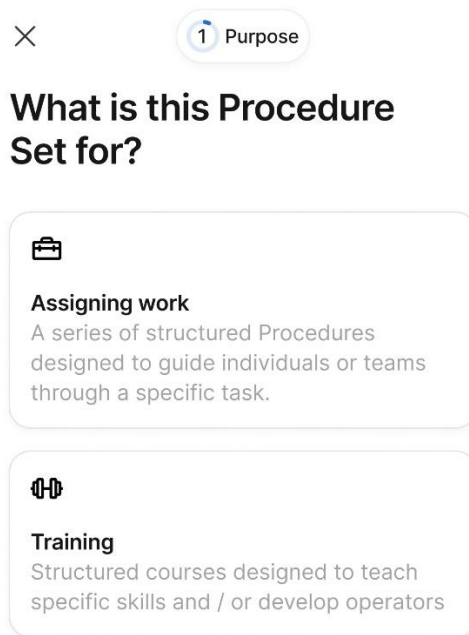 1 Purpose
What is this Procedure
Set for?
Assigning work
A series of structured Procedures
designed to guide individuals or teams
through a specific task.
Training
Structured courses designed to teach
specific skills and / or develop operators